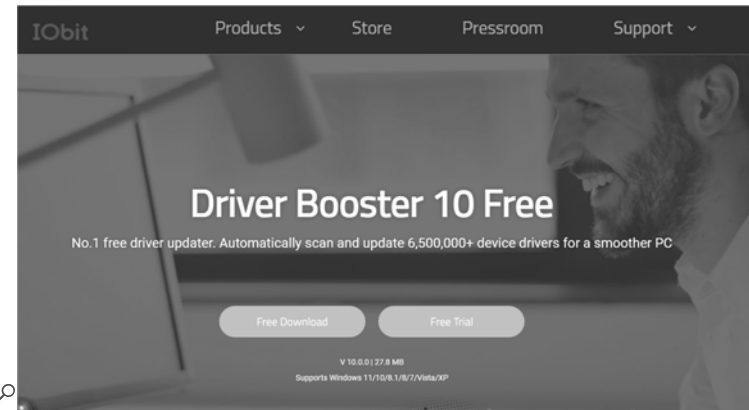 IObit Products Store Pressroom Support
Driver Booster 10 Free
No.1 free driver updater. Automatically scan and update 6,500,000+ device drivers for a smoother PC
Free Download Free Trial
V 10.0.0 | 27.8 MB
Supports Windows 11/10/8.1/8/7/Vista/XP